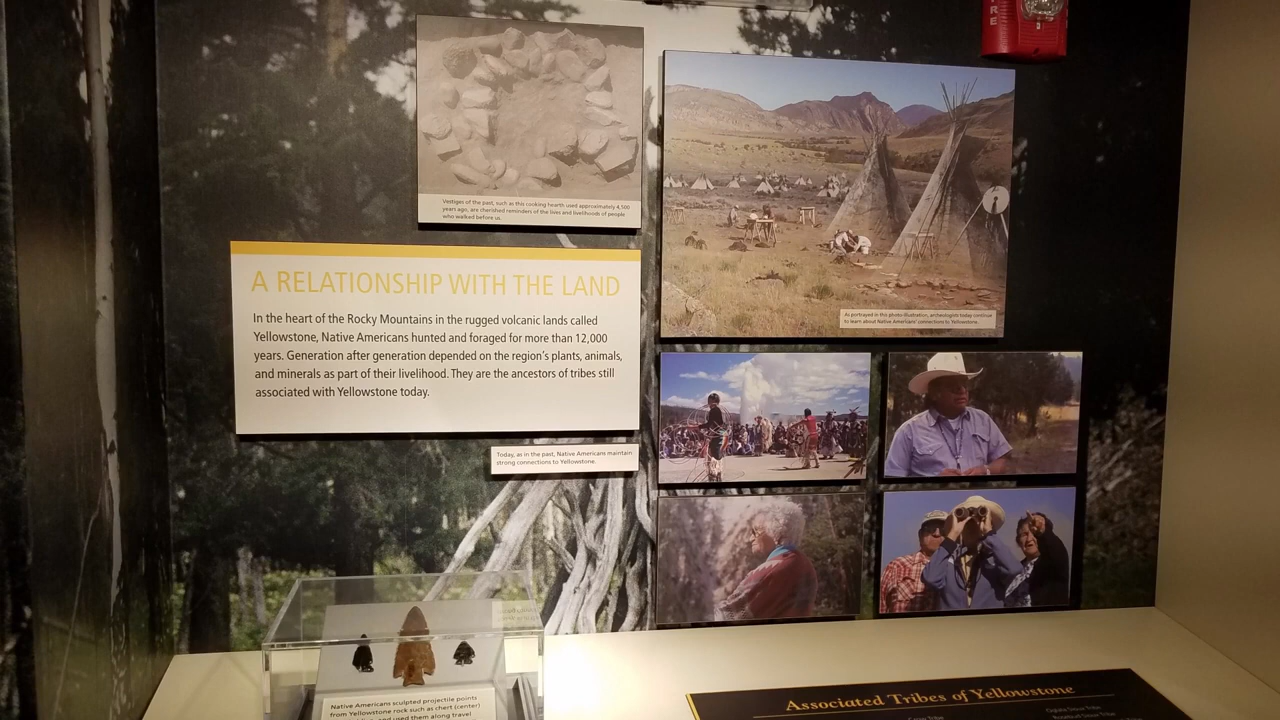 FIRE
Vestiges of the past, such as this cooking hearth used approximately 4,500
years ago, are cherished reminders of the lives and livelihoods of people
who walked before us.
As portrayed in this photo illustration, archeologists today continue
to learn about Native Americans' connections to Yellowstone.
A RELATIONSHIP WITH THE LAND
In the heart of the Rocky Mountains in the rugged volcanic lands called
Yellowstone, Native Americans hunted and foraged for more than 12,000
years. Generation after generation depended on the region's plants, animals,
and minerals as part of their livelihood. They are the ancestors of tribes still
associated with Yellowstone today.
Today, as in the past, Native Americans maintain
strong connections to Yellowstone.
Native Americans sculpted projectile points
from Yellowstone rock such as chert (center)
and used them along travel
Associated Tribes of Yellowstone